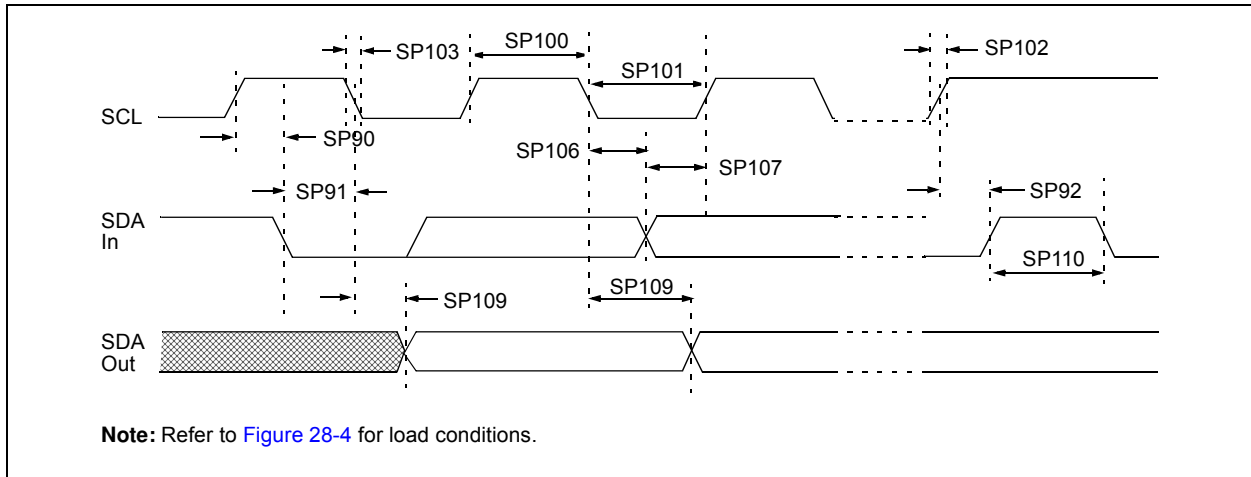 SP103
SP100
SP102
SP101
SCL
SP90
SP106
SP107
SP91
SP92
SDA
In
SP110
SP109
SP109
SDA
Out
Note: Refer to Figure 28-4 for load conditions.